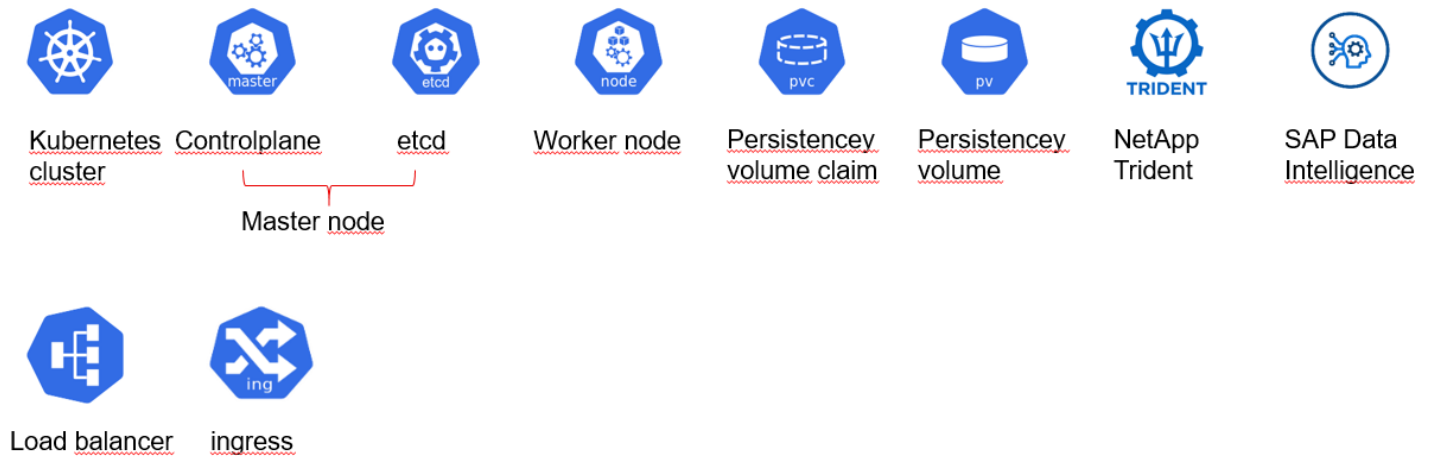 master
etcd
node
pvc
pv
TRIDENT
Kubernetes
cluster
Controlplane
etcd
Master node
Worker node
Persistencey
volume claim
Persistencey
volume
NetApp
Trident
SAP Data
Intelligence
ing
Load balancer
ingress